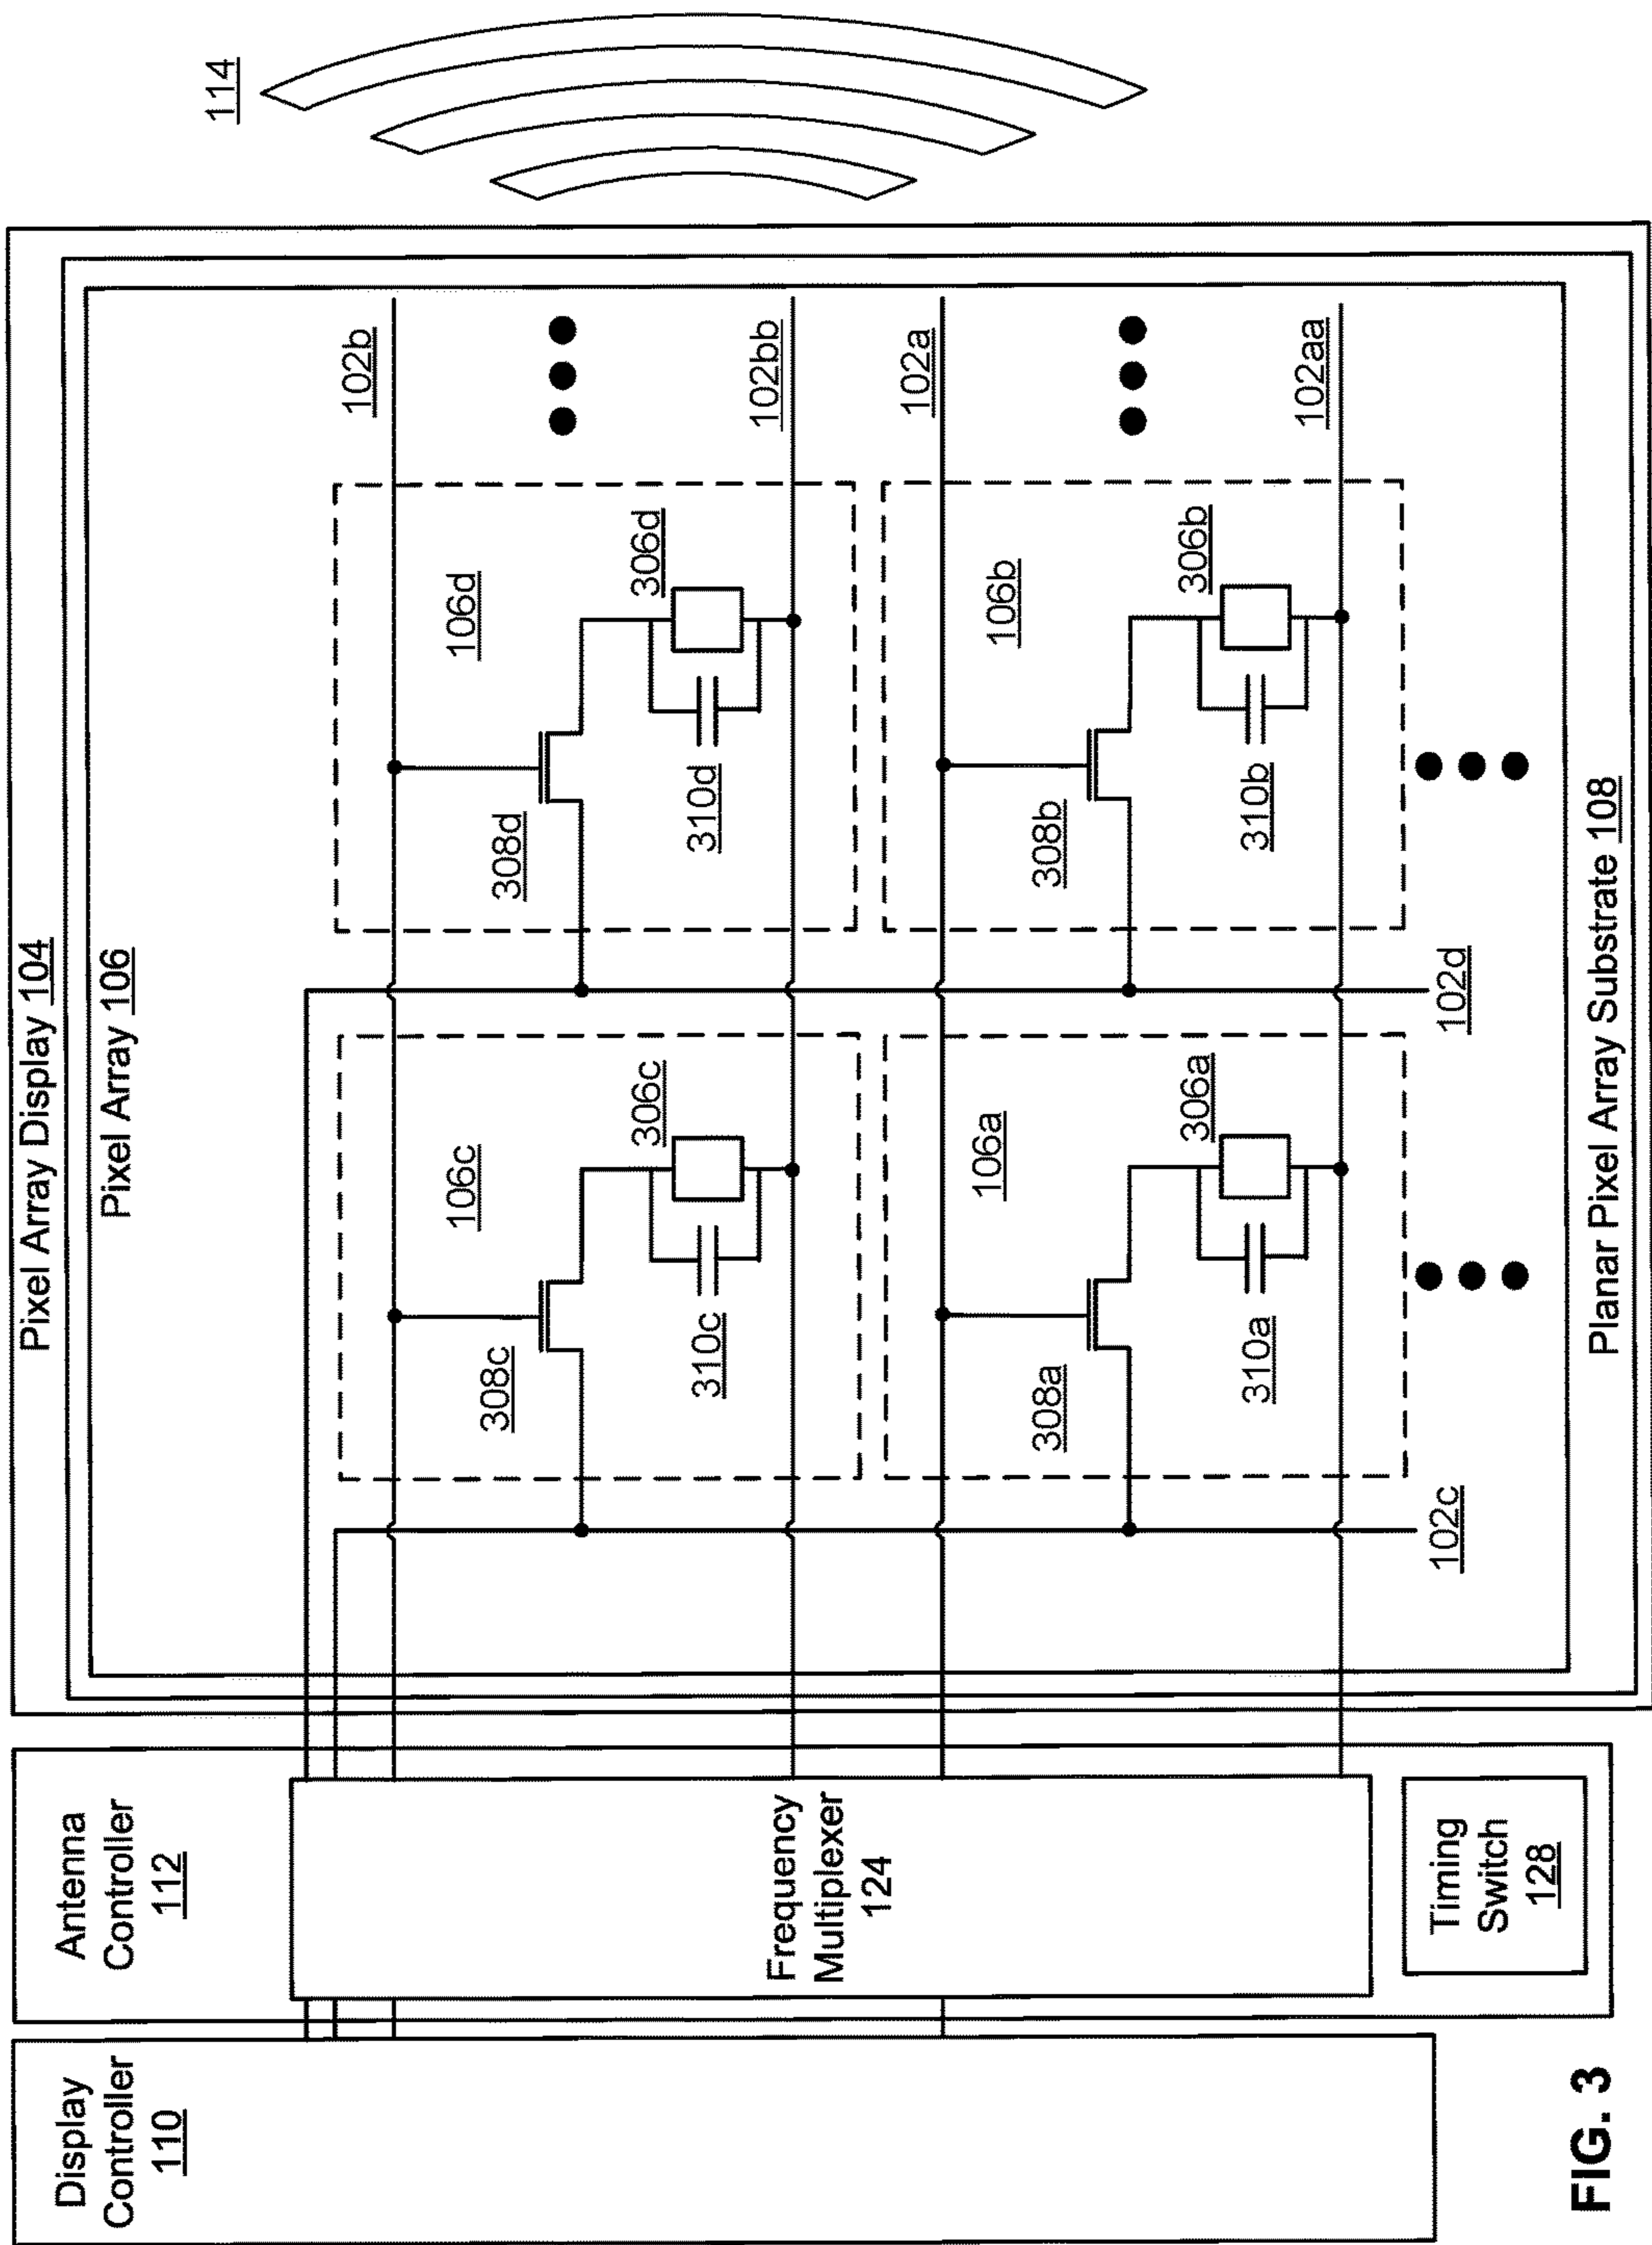 114
Pixel Array Display 104
Pixel Array 106
102b
106d
306d
308d
310d
102bb
106c
306c
308c
310c
102a
106b
306b
308b
310b
102aa
106a
306a
308a
310a
102d
102c
Planar Pixel Array Substrate 108
Antenna
Controller
112
Frequency
Multiplexer
124
Timing
Switch
128
Display
Controller
110
FIG. 3